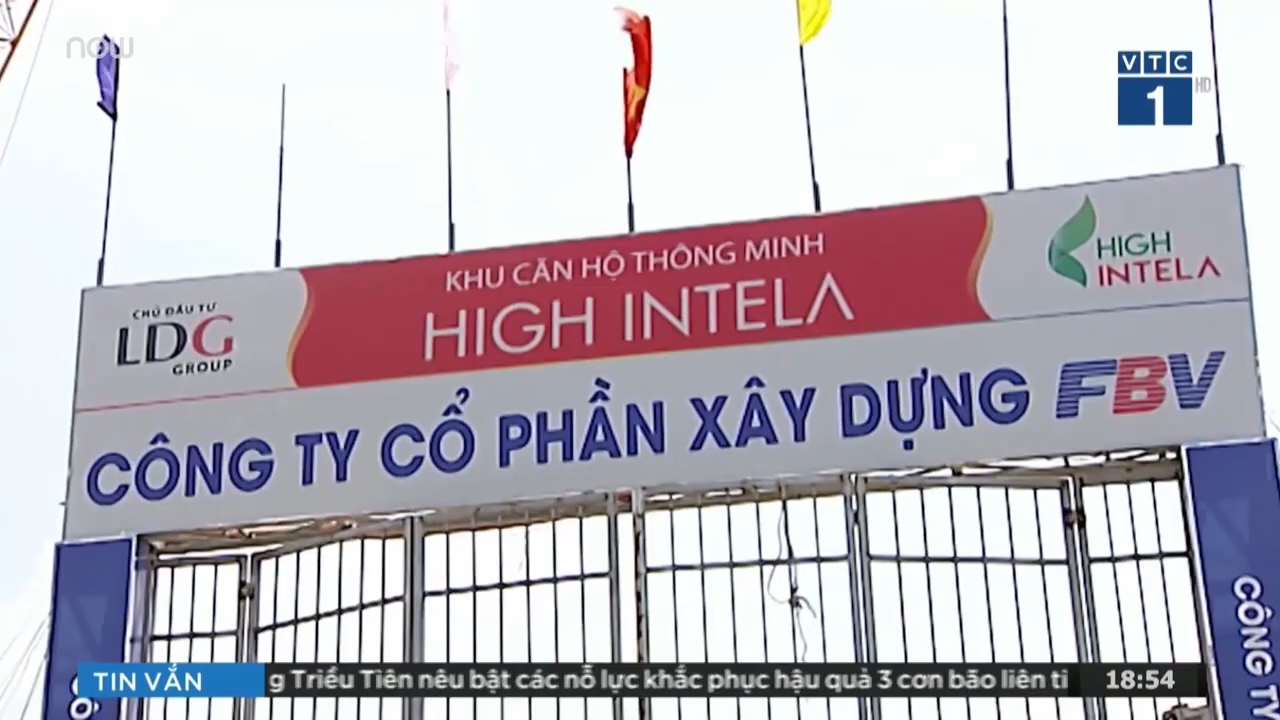 now
VTC
1
HD
CHỦ ĐẦU TƯ
LDG
GROUP
KHU CĂN HỘ THÔNG MINH
HIGH INTELA
HIGH
INTELA
CÔNG TY CỔ PHẦN XÂY DỰNG FBV
CÔNG TY
TIN VẮN
g Triều Tiên nêu bật các nỗ lực khắc phục hậu quả 3 cơn bão liên ti
18:54